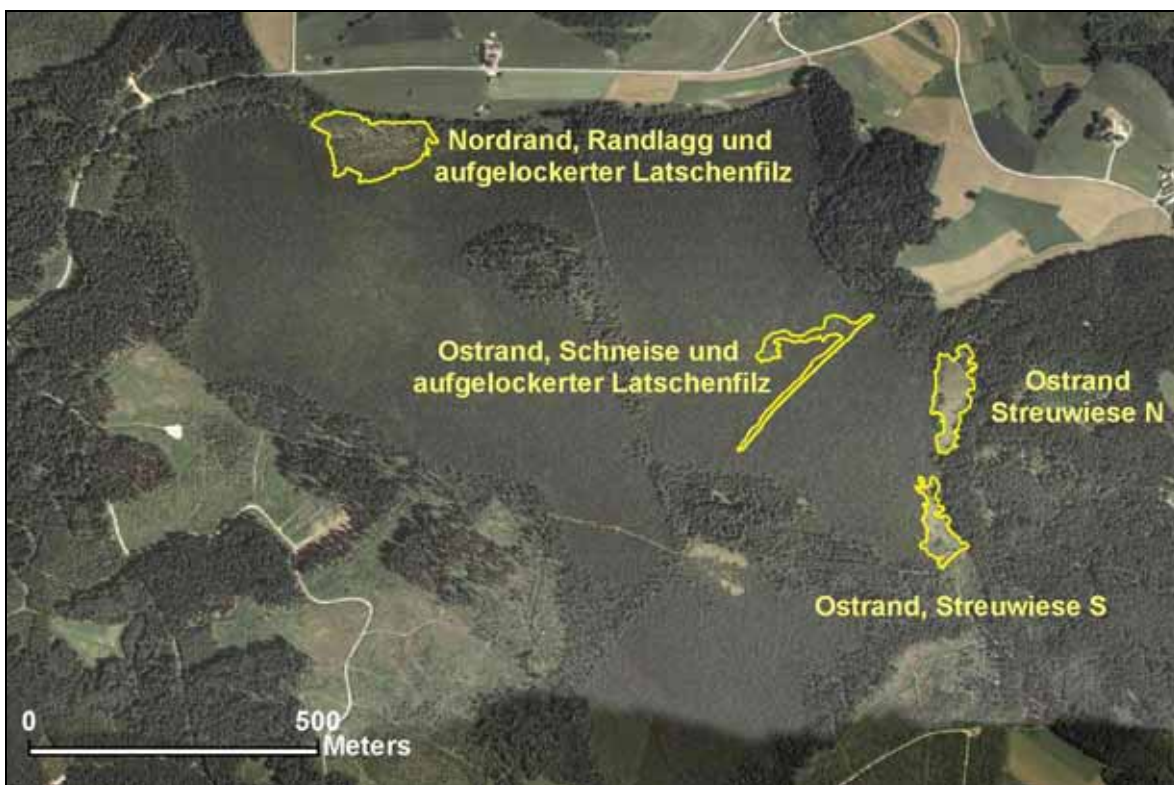 Nordrand, Randlagg und
aufgelockerter Latschenfilz
Ostrand, Schneise und
aufgelockerter Latschenfilz
Ostrand
Streuwiese N
Ostrand, Streuwiese S
0 500
Meters